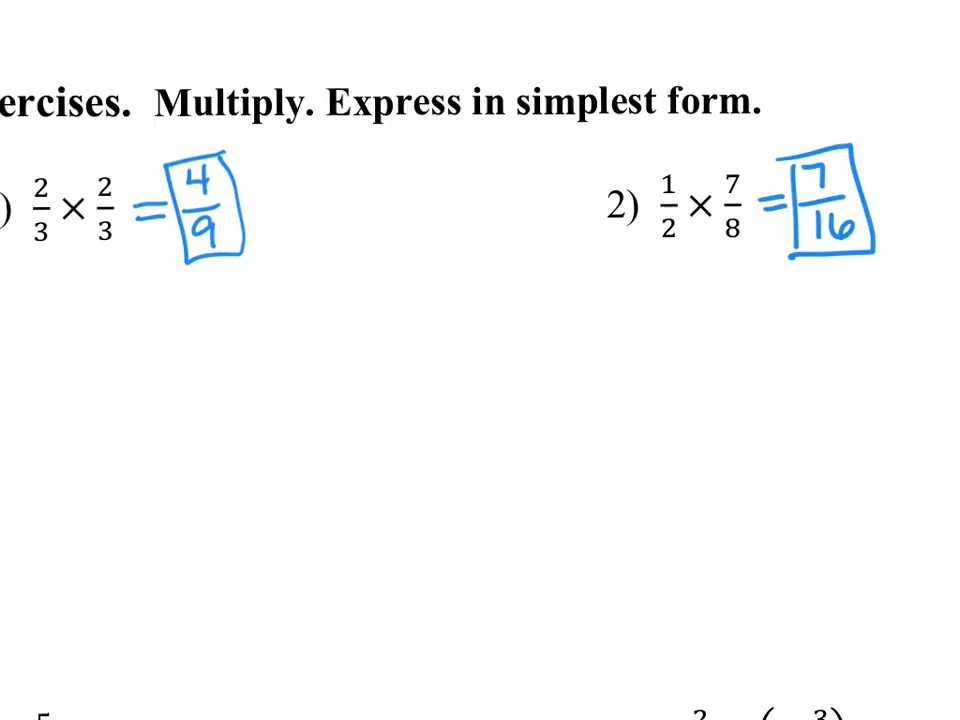 ercises. Multiply. Express in simplest form.
) 2/3 × 2/3 = 4/9
2) 1/2 × 7/8 = 7/16